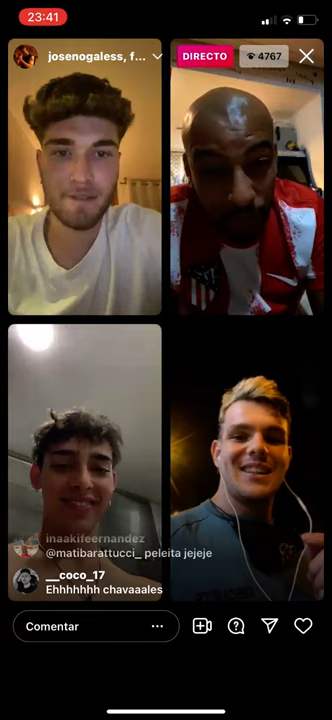 23:41
josenogaless, f...
DIRECTO
4767
inaakifeernandez
@matibarattucci_ peleita jejeje
__coco_17
Ehhhhhhh chavaaales
Comentar